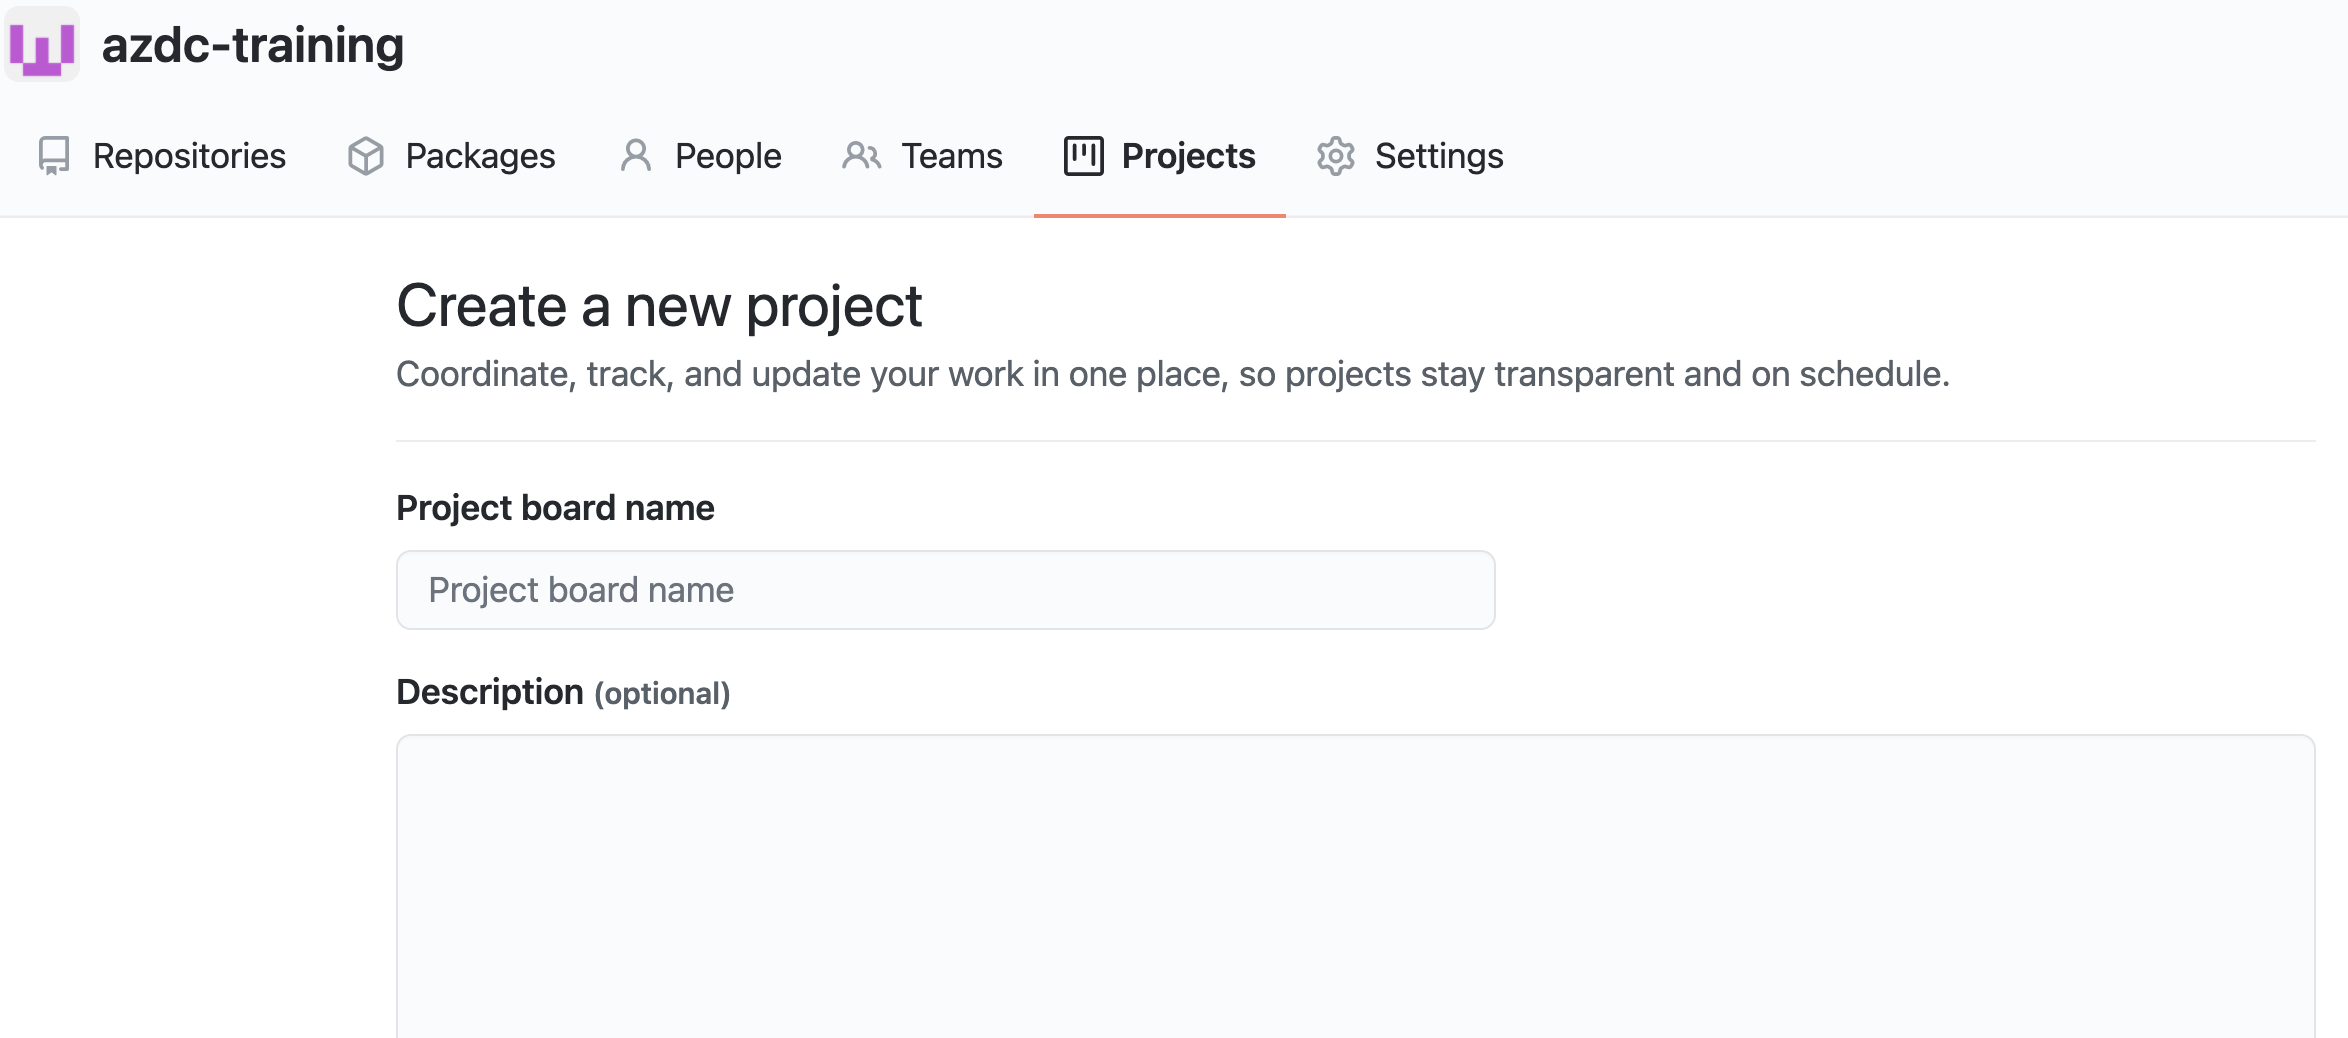 azdc-training
Repositories Packages People Teams Projects Settings
Create a new project
Coordinate, track, and update your work in one place, so projects stay transparent and on schedule.
Project board name
Project board name
Description (optional)